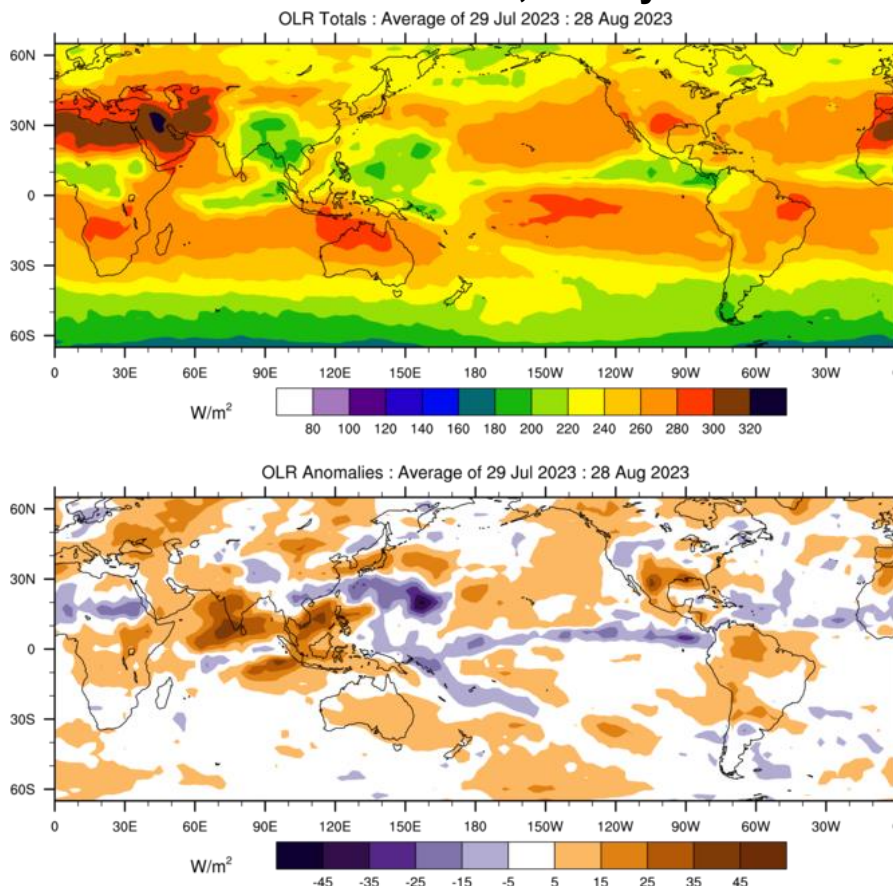 OLR Totals : Average of 29 Jul 2023 : 28 Aug 2023
60N
30N
0
30S
60S
0 30E 60E 90E 120E 150E 180 150W 120W 90W 60W 30W 0
W/m²
80 100 120 140 160 180 200 220 240 260 280 300 320
OLR Anomalies : Average of 29 Jul 2023 : 28 Aug 2023
60N
30N
0
30S
60S
0 30E 60E 90E 120E 150E 180 150W 120W 90W 60W 30W
W/m²
-45 -35 -25 -15 -5 5 15 25 35 45